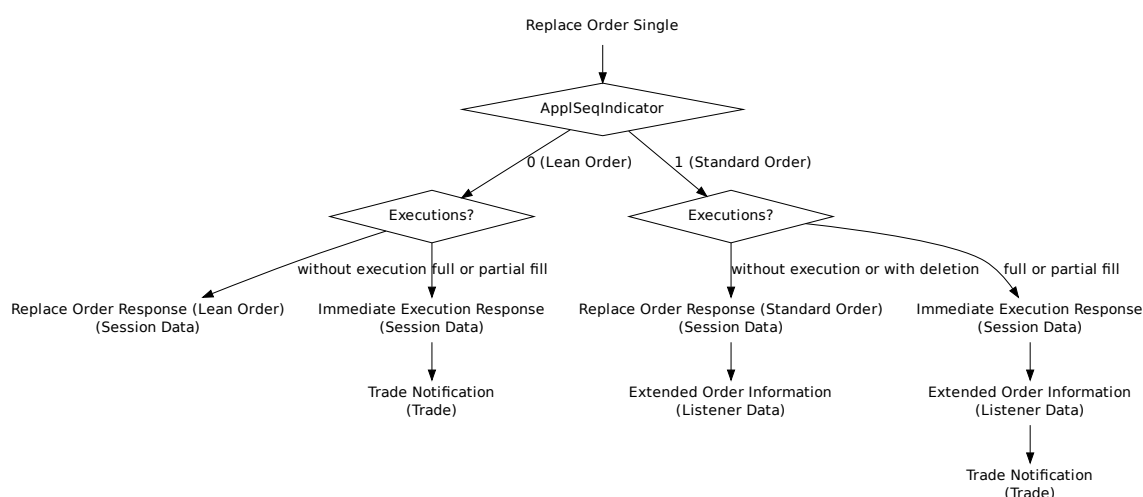 Replace Order Single
ApplSeqIndicator
0 (Lean Order)
1 (Standard Order)
Executions?
Executions?
without execution
full or partial fill
without execution or with deletion
full or partial fill
Replace Order Response (Lean Order)
(Session Data)
Immediate Execution Response
(Session Data)
Replace Order Response (Standard Order)
(Session Data)
Immediate Execution Response
(Session Data)
Trade Notification
(Trade)
Extended Order Information
(Listener Data)
Extended Order Information
(Listener Data)
Trade Notification
(Trade)